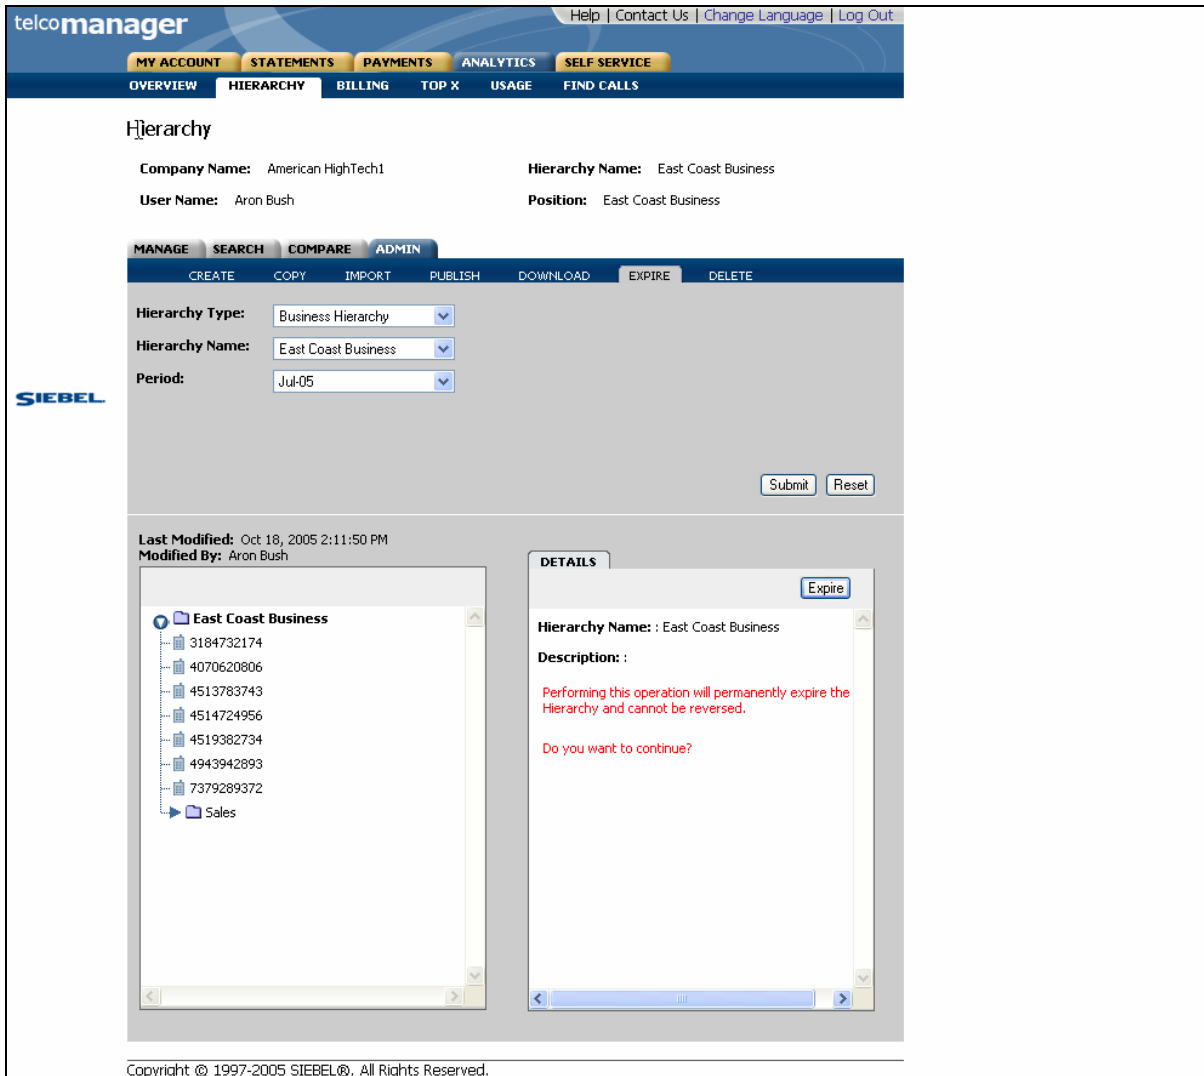 telcomanager
Help | Contact Us | Change Language | Log Out
MY ACCOUNT STATEMENTS PAYMENTS ANALYTICS SELF SERVICE
OVERVIEW HIERARCHY BILLING TOP X USAGE FIND CALLS
Hierarchy
Company Name: American HighTech1 Hierarchy Name: East Coast Business
User Name: Aron Bush Position: East Coast Business
MANAGE SEARCH COMPARE ADMIN
CREATE COPY IMPORT PUBLISH DOWNLOAD EXPIRE DELETE
Hierarchy Type: Business Hierarchy
Hierarchy Name: East Coast Business
Period: Jul-05
SIEBEL.
Submit Reset
Last Modified: Oct 18, 2005 2:11:50 PM
Modified By: Aron Bush
East Coast Business
3184732174
4070620806
4513783743
4514724956
4519382734
4943942893
7379289372
Sales
DETAILS
Expire
Hierarchy Name: : East Coast Business
Description: :
Performing this operation will permanently expire the
Hierarchy and cannot be reversed.
Do you want to continue?
Copyright © 1997-2005 SIEBEL®. All Rights Reserved.